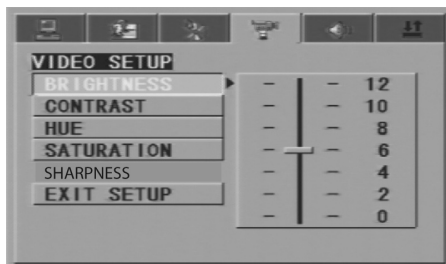 VIDEO SETUP
BRIGHTNESS
CONTRAST
HUE
SATURATION
SHARPNESS
EXIT SETUP
12
10
8
6
4
2
0